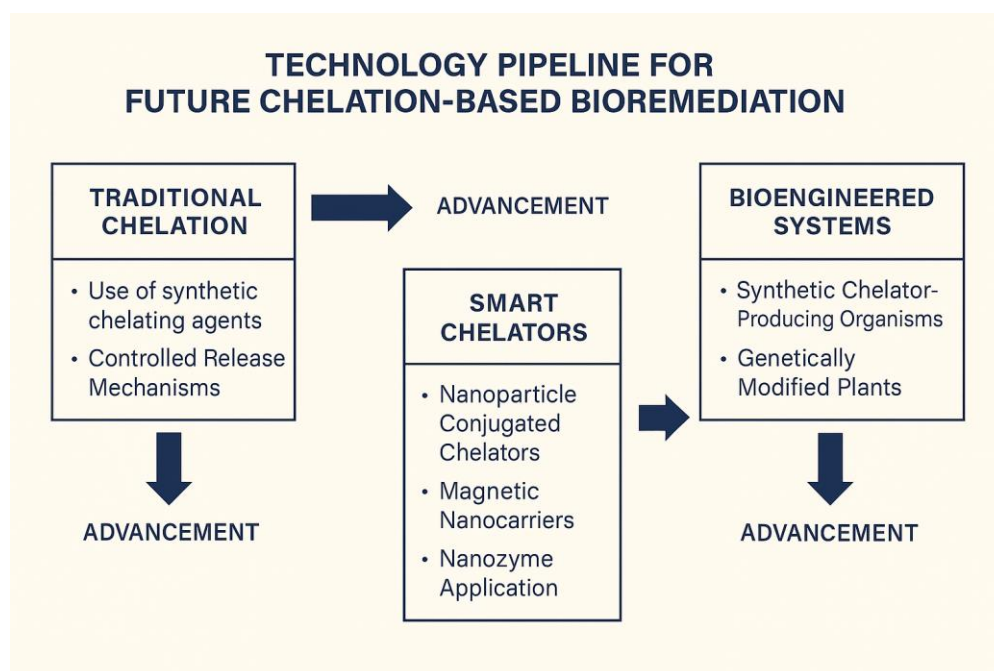 TECHNOLOGY PIPELINE FOR
FUTURE CHELATION-BASED BIOREMEDIATION
TRADITIONAL
CHELATION
• Use of synthetic
chelating agents
• Controlled Release
Mechanisms
ADVANCEMENT
ADVANCEMENT
SMART
CHELATORS
• Nanoparticle
Conjugated
Chelators
• Magnetic
Nanocarriers
• Nanozyme
Application
BIOENGINEERED
SYSTEMS
• Synthetic Chelator-
Producing Organisms
• Genetically
Modified Plants
ADVANCEMENT